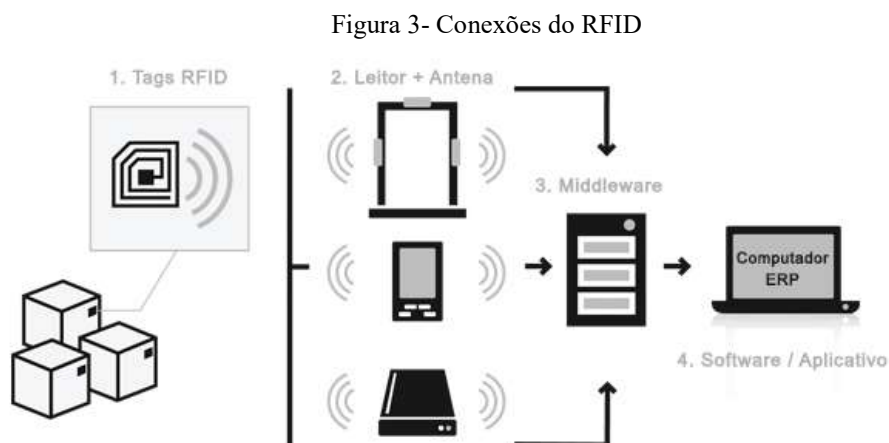 Figura 3- Conexões do RFID
1. Tags RFID
2. Leitor + Antena
3. Middleware
Computador
ERP
4. Software / Aplicativo